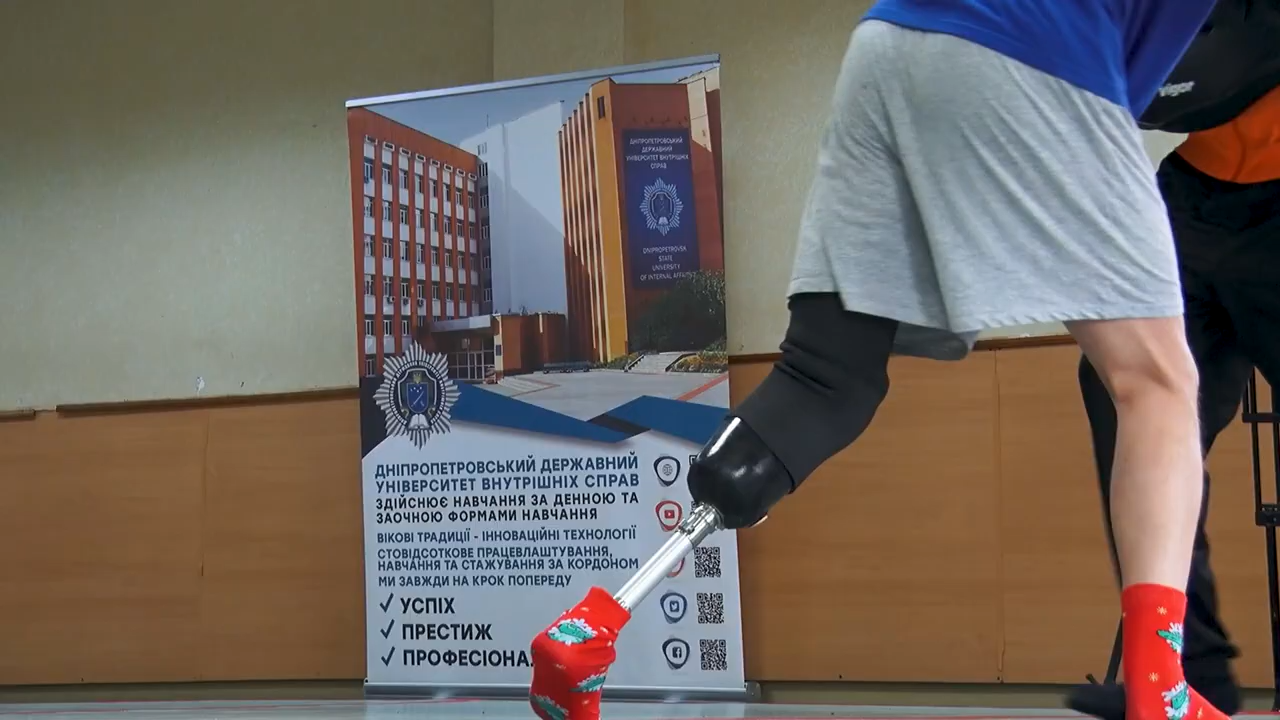 ДНІПРОПЕТРОВСЬКИЙ
ДЕРЖАВНИЙ
УНІВЕРСИТЕТ ВНУТРІШНІХ
СПРАВ
DNIPROPETROVSK
STATE
UNIVERSITY
OF INTERNAL AFFAIRS
Vigor
ДНІПРОПЕТРОВСЬКИЙ ДЕРЖАВНИЙ
УНІВЕРСИТЕТ ВНУТРІШНІХ СПРАВ
ЗДІЙСНЮЄ НАВЧАННЯ ЗА ДЕННОЮ ТА
ЗАОЧНОЮ ФОРМАМИ НАВЧАННЯ
ВІКОВІ ТРАДИЦІЇ - ІННОВАЦІЙНІ ТЕХНОЛОГІЇ
СТОВІДСОТКОВЕ ПРАЦЕВЛАШТУВАННЯ,
НАВЧАННЯ ТА СТАЖУВАННЯ ЗА КОРДОНОМ
МИ ЗАВЖДИ НА КРОК ПОПЕРЕДУ
✓ УСПІХ
✓ ПРЕСТИЖ
✓ ПРОФЕСІОНА